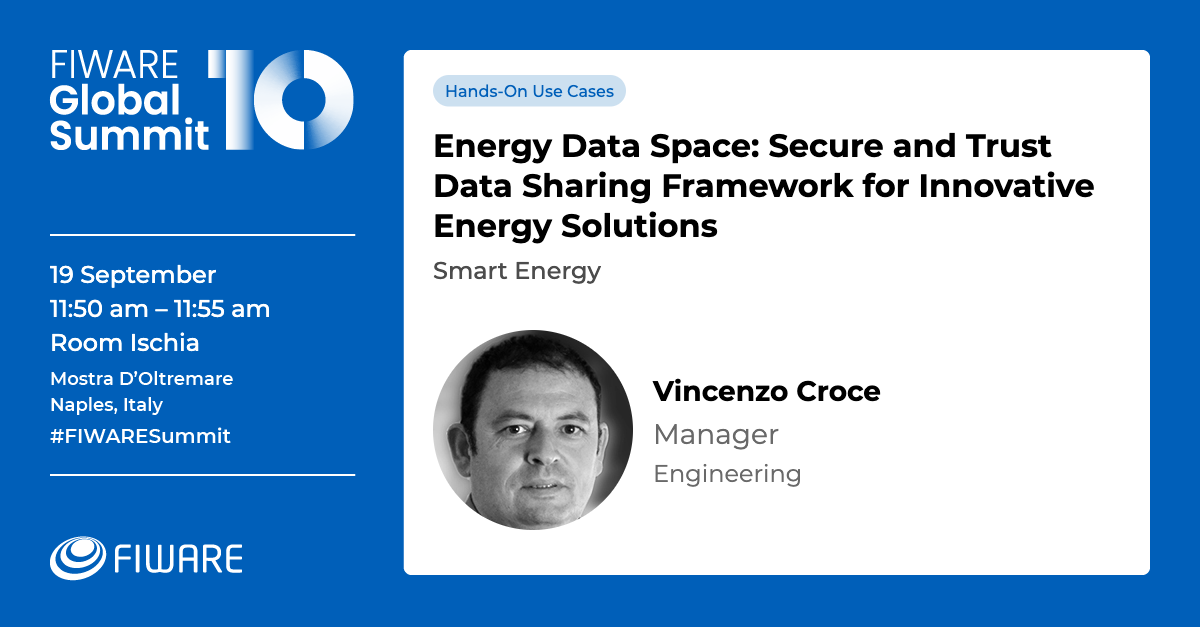 FIWARE
Global
Summit
10
19 September
11:50 am – 11:55 am
Room Ischia
Mostra D’Oltremare
Naples, Italy
#FIWARESummit
FIWARE
Hands-On Use Cases
Energy Data Space: Secure and Trust
Data Sharing Framework for Innovative
Energy Solutions
Smart Energy
Vincenzo Croce
Manager
Engineering